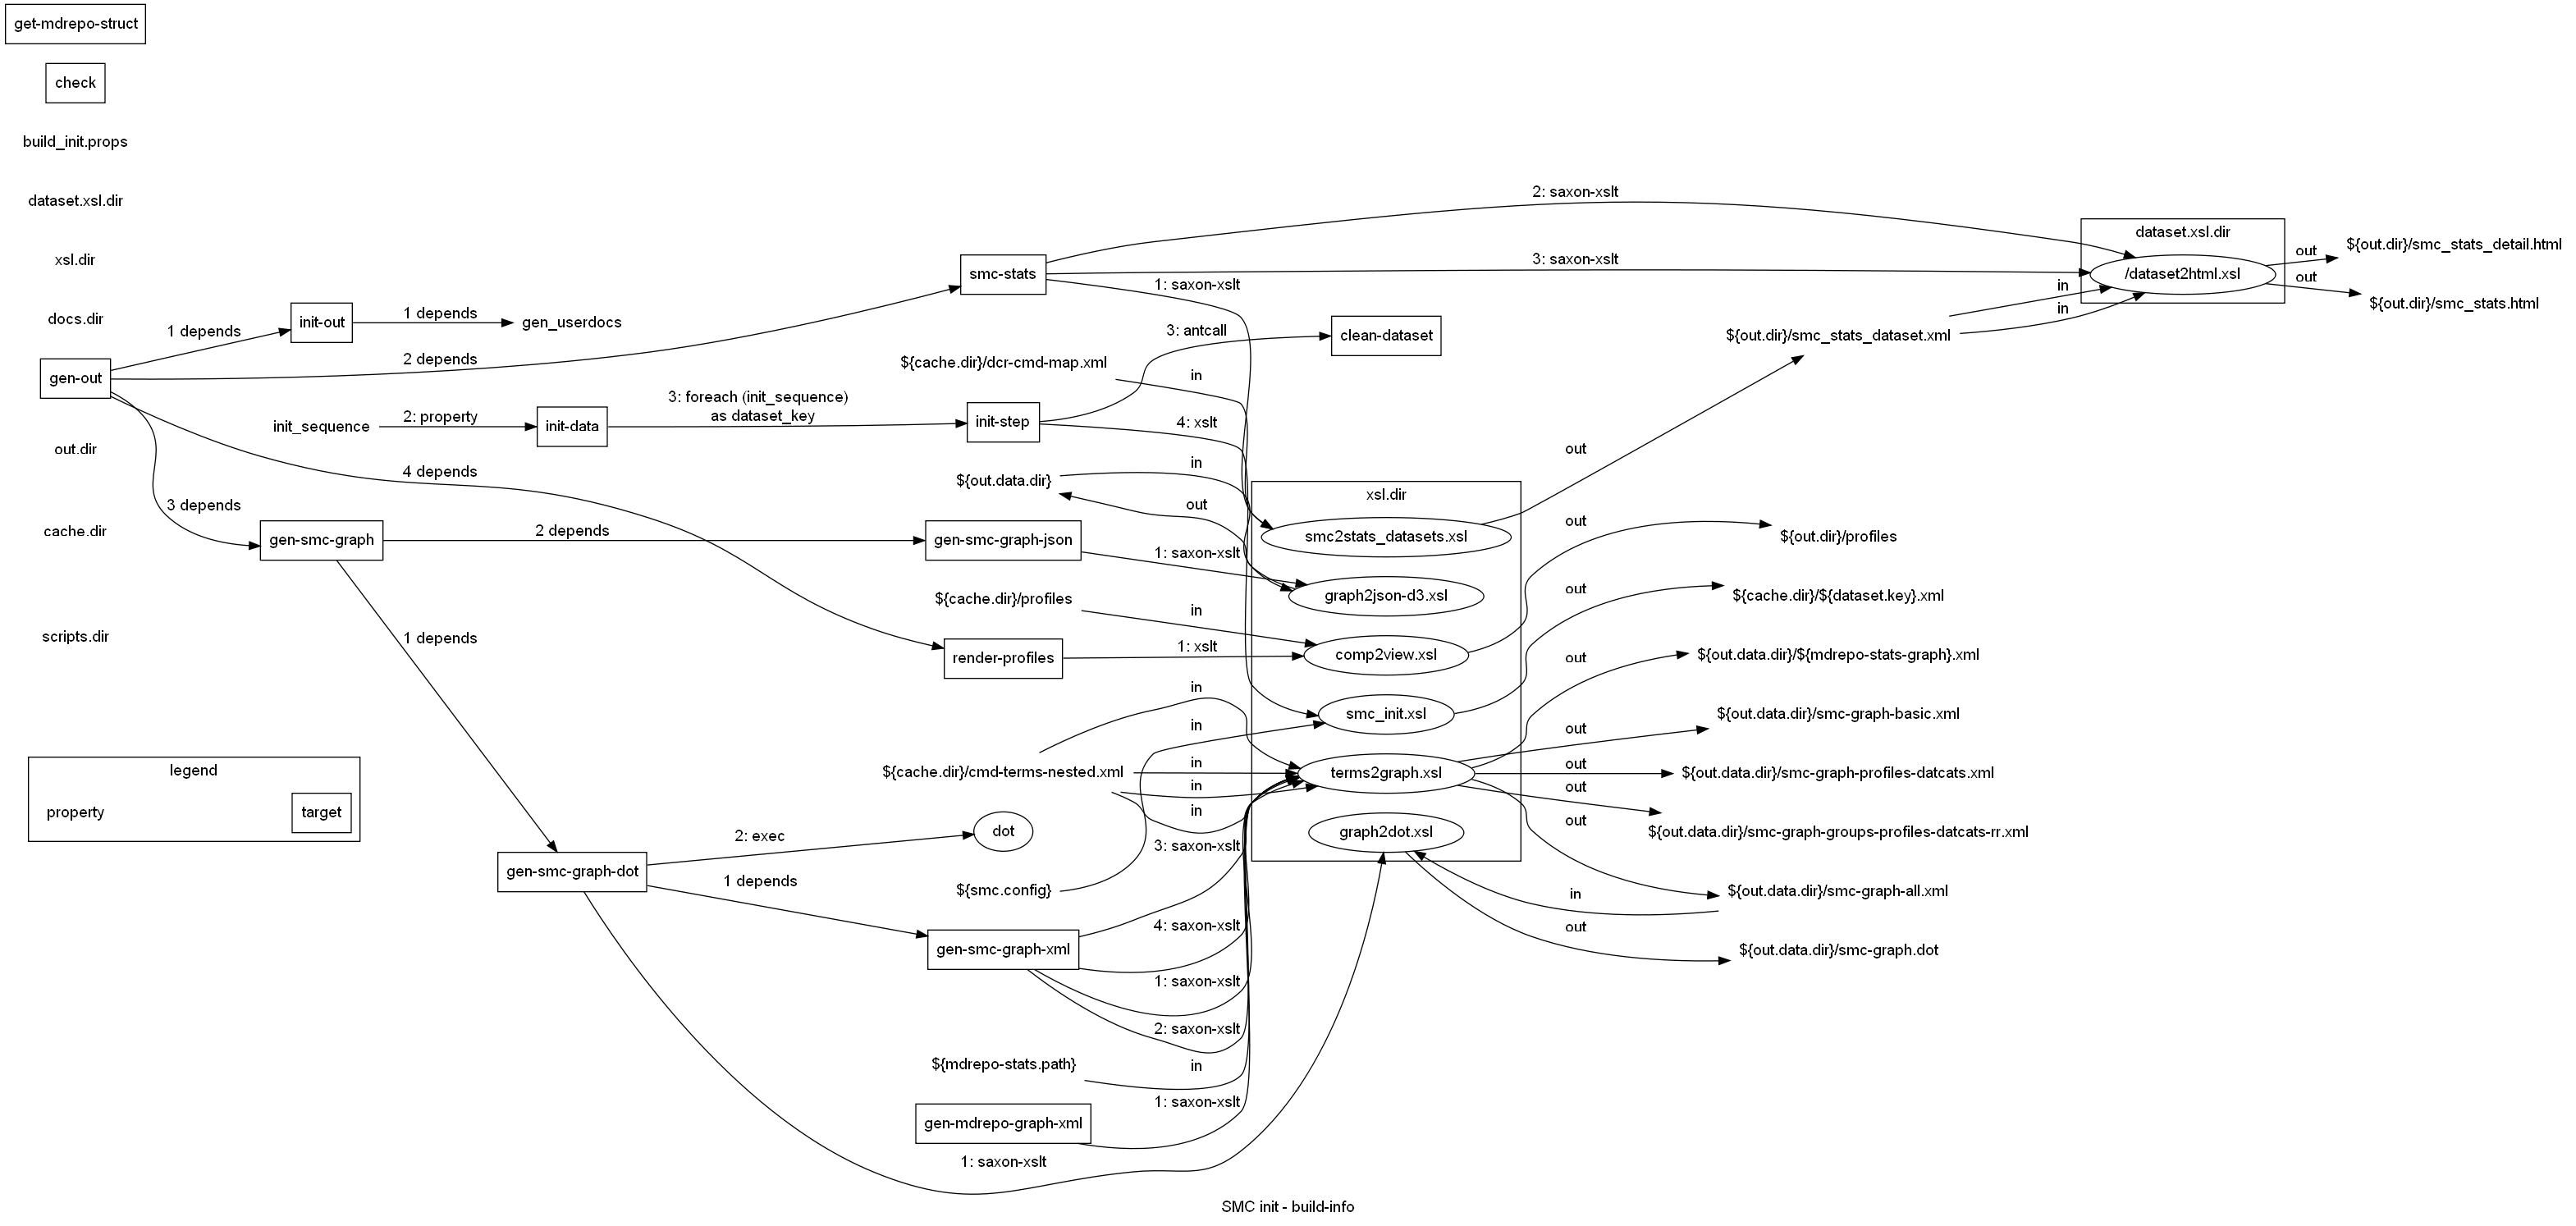 get-mdrepo-struct
check
build_init.props
dataset.xsl.dir
xsl.dir
docs.dir
gen-out
out.dir
cache.dir
scripts.dir
legend
property
target
1 depends
2 depends
3 depends
4 depends
init-out
1 depends
gen_userdocs
init_sequence
2: property
init-data
3: foreach (init_sequence)
as dataset_key
init-step
gen-smc-graph
2 depends
1 depends
gen-smc-graph-dot
2: exec
dot
1 depends
1: saxon-xslt
smc-stats
2: saxon-xslt
3: saxon-xslt
1: saxon-xslt
3: antcall
clean-dataset
${cache.dir}/dcr-cmd-map.xml
in
4: xslt
${out.data.dir}
in
out
gen-smc-graph-json
1: saxon-xslt
${cache.dir}/profiles
in
render-profiles
1: xslt
in
in
${cache.dir}/cmd-terms-nested.xml
in
in
in
${smc.config}
gen-smc-graph-xml
3: saxon-xslt
4: saxon-xslt
1: saxon-xslt
2: saxon-xslt
${mdrepo-stats.path}
in
gen-mdrepo-graph-xml
1: saxon-xslt
xsl.dir
smc2stats_datasets.xsl
graph2json-d3.xsl
comp2view.xsl
smc_init.xsl
terms2graph.xsl
graph2dot.xsl
out
out
out
out
out
out
out
out
in
out
${out.dir}/smc_stats_dataset.xml
${out.dir}/profiles
${cache.dir}/${dataset.key}.xml
${out.data.dir}/${mdrepo-stats-graph}.xml
${out.data.dir}/smc-graph-basic.xml
${out.data.dir}/smc-graph-profiles-datcats.xml
${out.data.dir}/smc-graph-groups-profiles-datcats-rr.xml
${out.data.dir}/smc-graph-all.xml
${out.data.dir}/smc-graph.dot
in
in
dataset.xsl.dir
/dataset2html.xsl
out
out
${out.dir}/smc_stats_detail.html
${out.dir}/smc_stats.html
SMC init - build-info